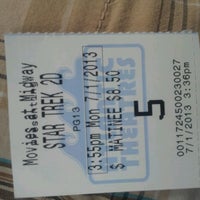 Movies at Midway
STAR TREK 2D
PG13
3:55pm Mon 7/1/2013
$ MATINEE $8.50
5
0011724500230027
7/1/2013 3:36pm